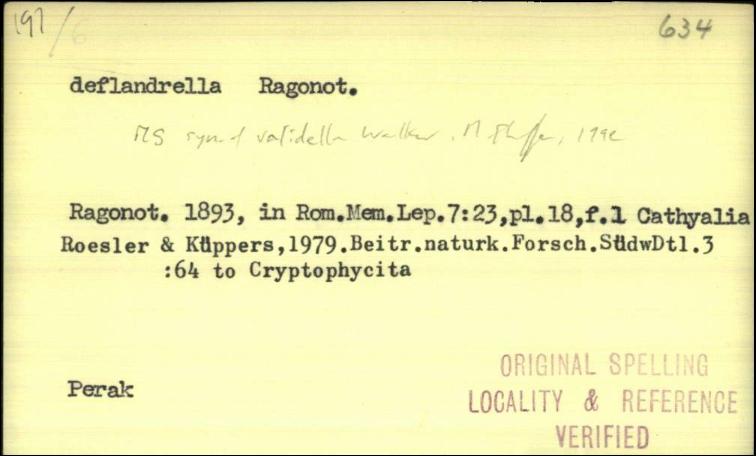 197/6 634
deflandrella Ragonot.
MS syn of validella Walker. M. Shaffer, 1992
Ragonot. 1893, in Rom.Mem.Lep.7:23,pl.18,f.1 Cathyalia
Roesler & Küppers,1979.Beitr.naturk.Forsch.SüdwDtl.3
:64 to Cryptophycita
Perak
ORIGINAL SPELLING
LOCALITY & REFERENCE
VERIFIED